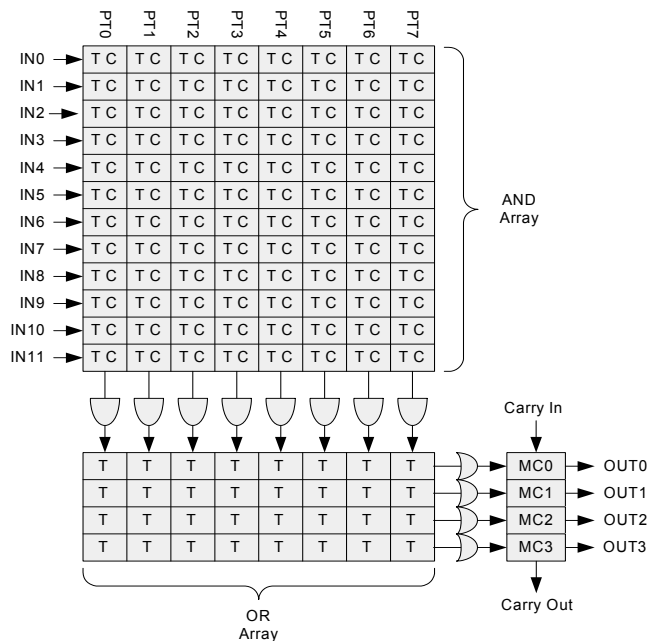 PT0 PT1 PT2 PT3 PT4 PT5 PT6 PT7
IN0 T C T C T C T C T C T C T C T C
IN1 T C T C T C T C T C T C T C T C
IN2 T C T C T C T C T C T C T C T C
IN3 T C T C T C T C T C T C T C T C
IN4 T C T C T C T C T C T C T C T C
IN5 T C T C T C T C T C T C T C T C
IN6 T C T C T C T C T C T C T C T C
IN7 T C T C T C T C T C T C T C T C
IN8 T C T C T C T C T C T C T C T C
IN9 T C T C T C T C T C T C T C T C
IN10 T C T C T C T C T C T C T C T C
IN11 T C T C T C T C T C T C T C T C
AND
Array
Carry In
T T T T T T T T MC0 OUT0
T T T T T T T T MC1 OUT1
T T T T T T T T MC2 OUT2
T T T T T T T T MC3 OUT3
Carry Out
OR
Array